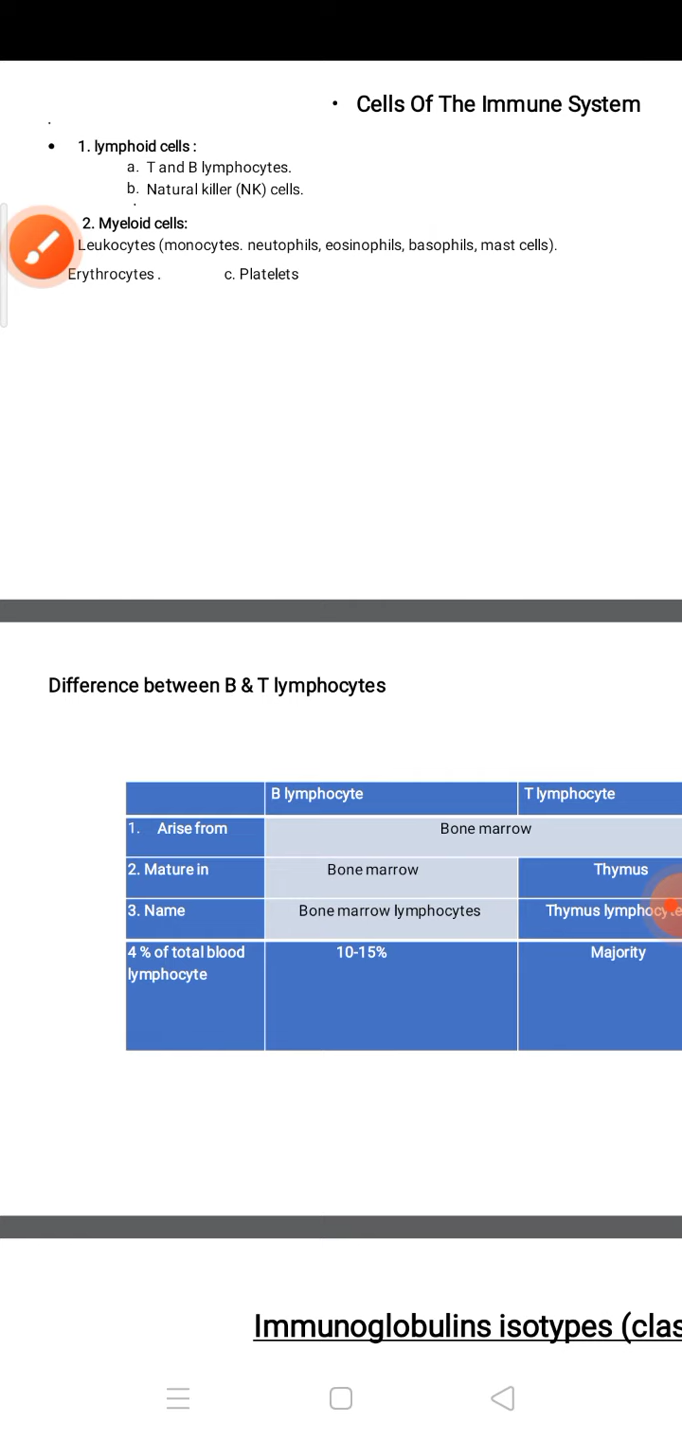 • Cells Of The Immune System
• 1. lymphoid cells :
a. T and B lymphocytes.
b. Natural killer (NK) cells.
2. Myeloid cells:
Leukocytes (monocytes. neutophils, eosinophils, basophils, mast cells).
Erythrocytes . c. Platelets
Difference between B & T lymphocytes
B lymphocyte T lymphocyte
1. Arise from Bone marrow
2. Mature in Bone marrow Thymus
3. Name Bone marrow lymphocytes Thymus lymphocyte
4 % of total blood 10-15% Majority
lymphocyte
Immunoglobulins isotypes (clas